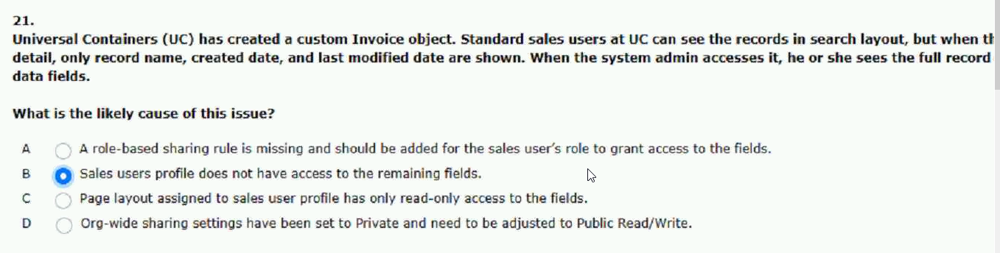 21.
Universal Containers (UC) has created a custom Invoice object. Standard sales users at UC can see the records in search layout, but when
detail, only record name, created date, and last modified date are shown. When the system admin accesses it, he or she sees the full record
data fields.
What is the likely cause of this issue?
A A role-based sharing rule is missing and should be added for the sales user's role to grant access to the fields.
B Sales users profile does not have access to the remaining fields.
C Page layout assigned to sales user profile has only read-only access to the fields.
D Org-wide sharing settings have been set to Private and need to be adjusted to Public Read/Write.